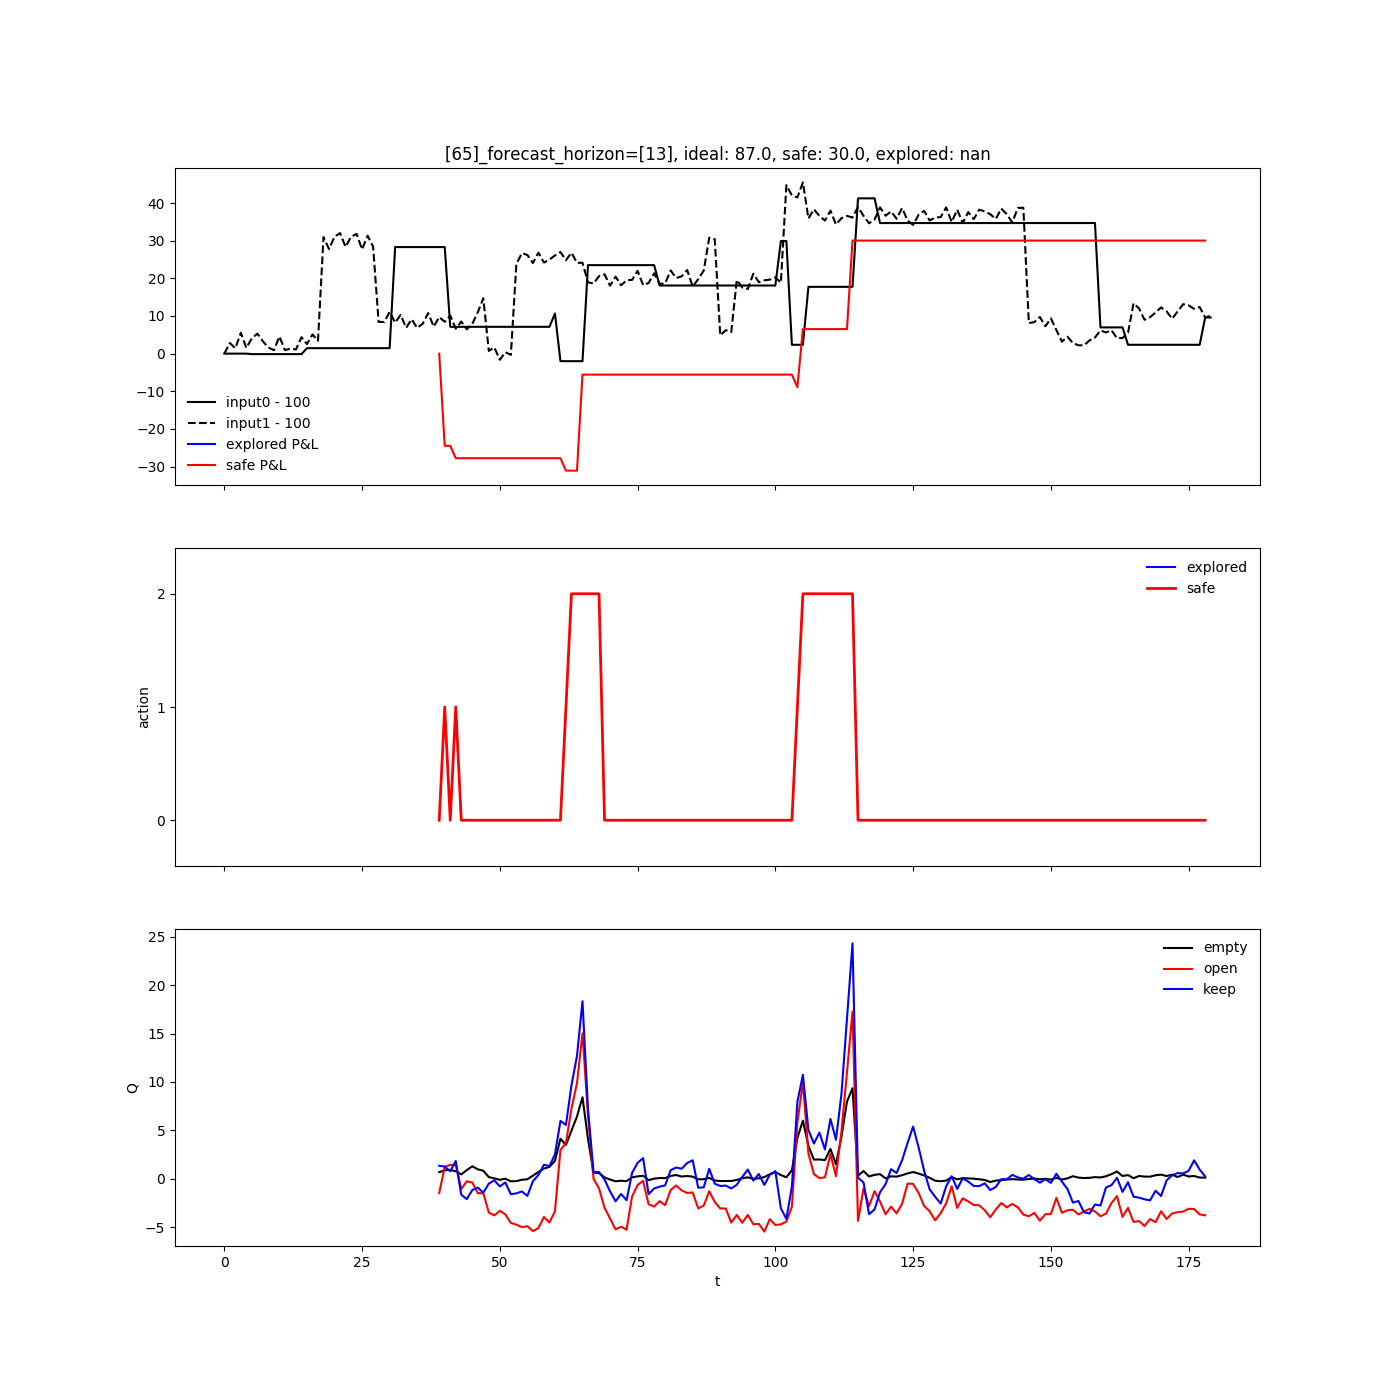 [65]_forecast_horizon=[13], ideal: 87.0, safe: 30.0, explored: nan
40
30
20
10
0
−10
−20
−30
input0 - 100
input1 - 100
explored P&L
safe P&L
action
2
1
0
explored
safe
Q
25
20
15
10
5
0
−5
empty
open
keep
0 25 50 75 100 125 150 175
t